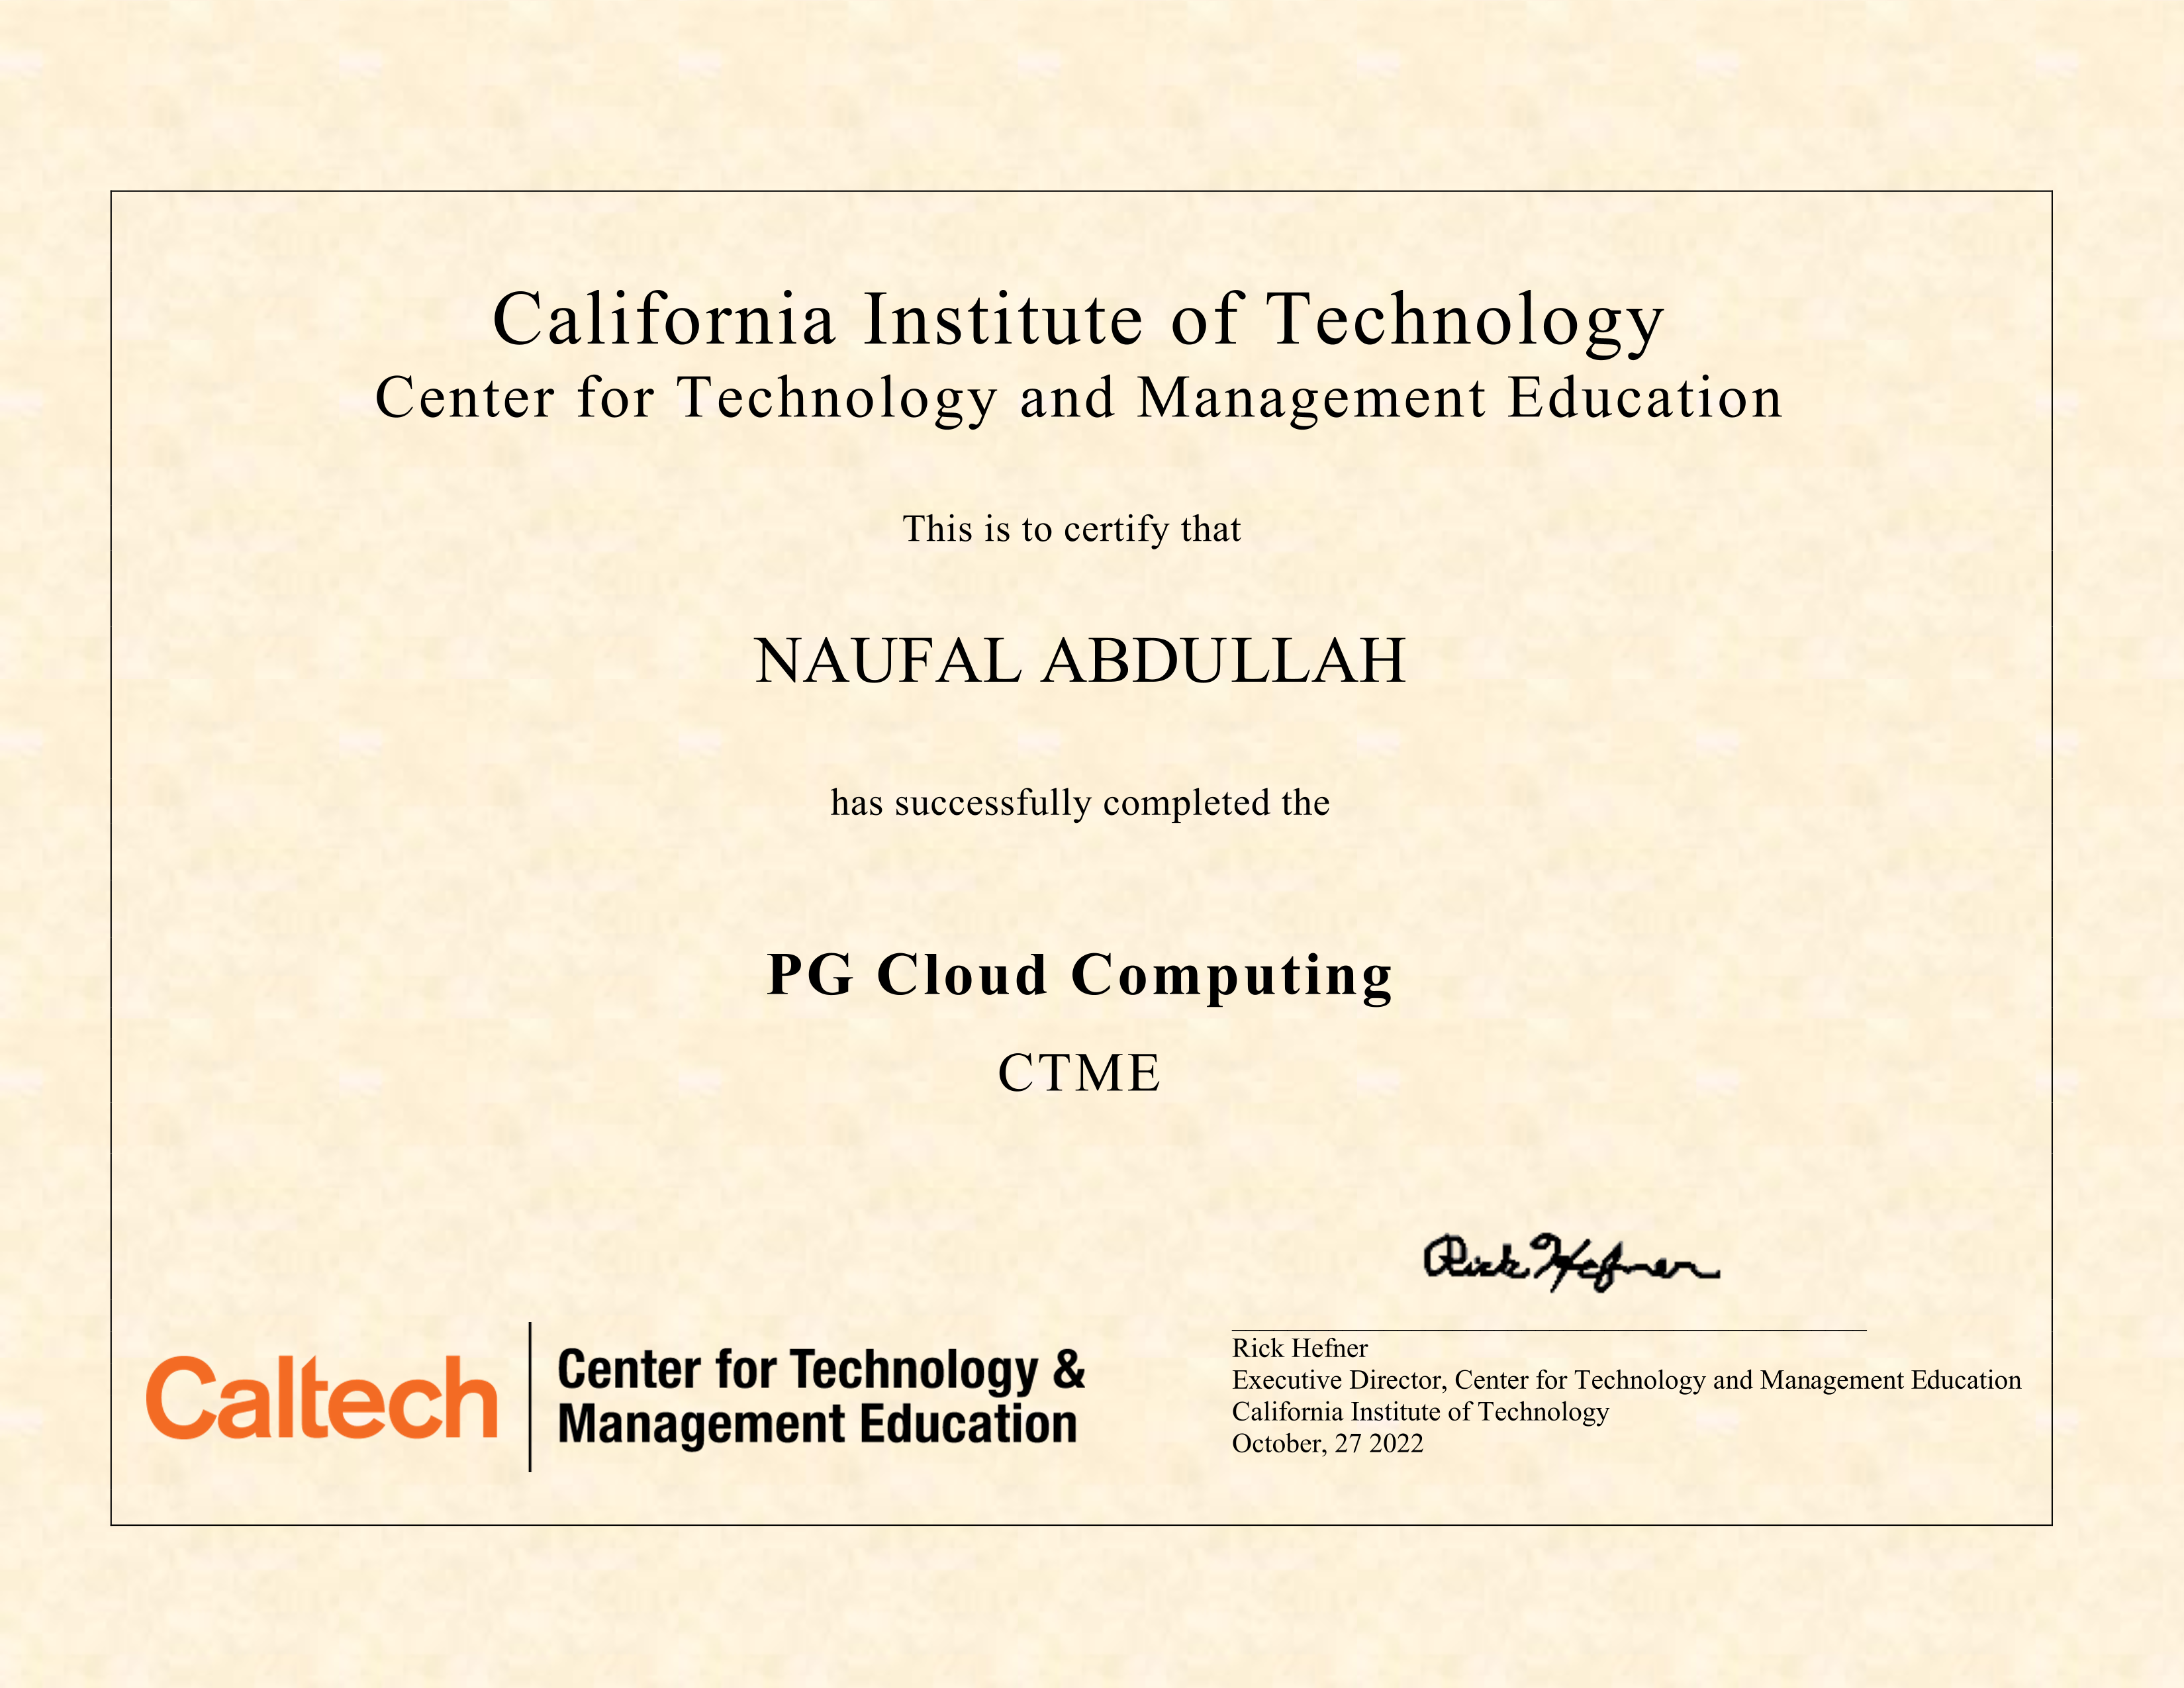 California Institute of Technology
Center for Technology and Management Education
This is to certify that
NAUFAL ABDULLAH
has successfully completed the
PG Cloud Computing
CTME
Rick Hefner
Caltech
Center for Technology &
Management Education
Rick Hefner
Executive Director, Center for Technology and Management Education
California Institute of Technology
October, 27 2022